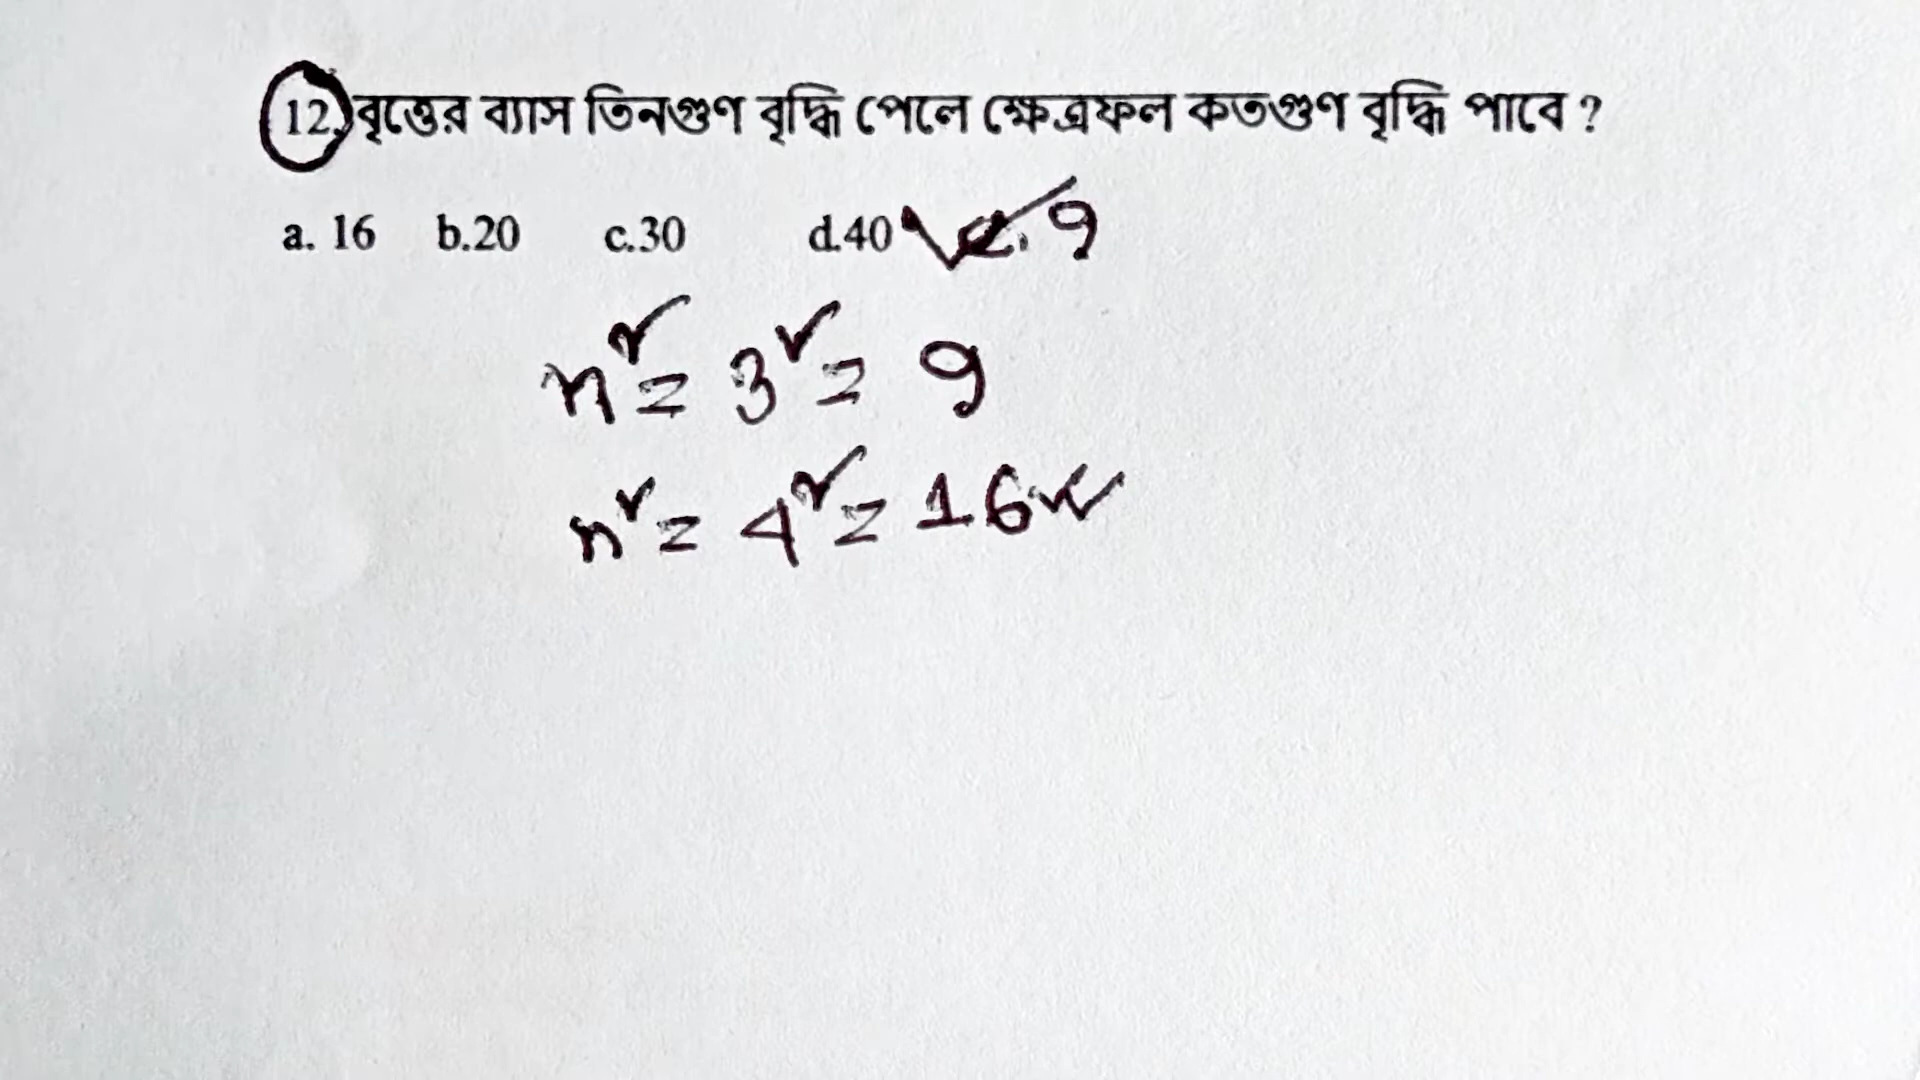 12. বৃত্তের ব্যাস তিনগুণ বৃদ্ধি পেলে ক্ষেত্রফল কতগুণ বৃদ্ধি পাবে ?
a. 16 b.20 c.30 d.40 e. 9
n² = 3² = 9
n² = 4² = 16